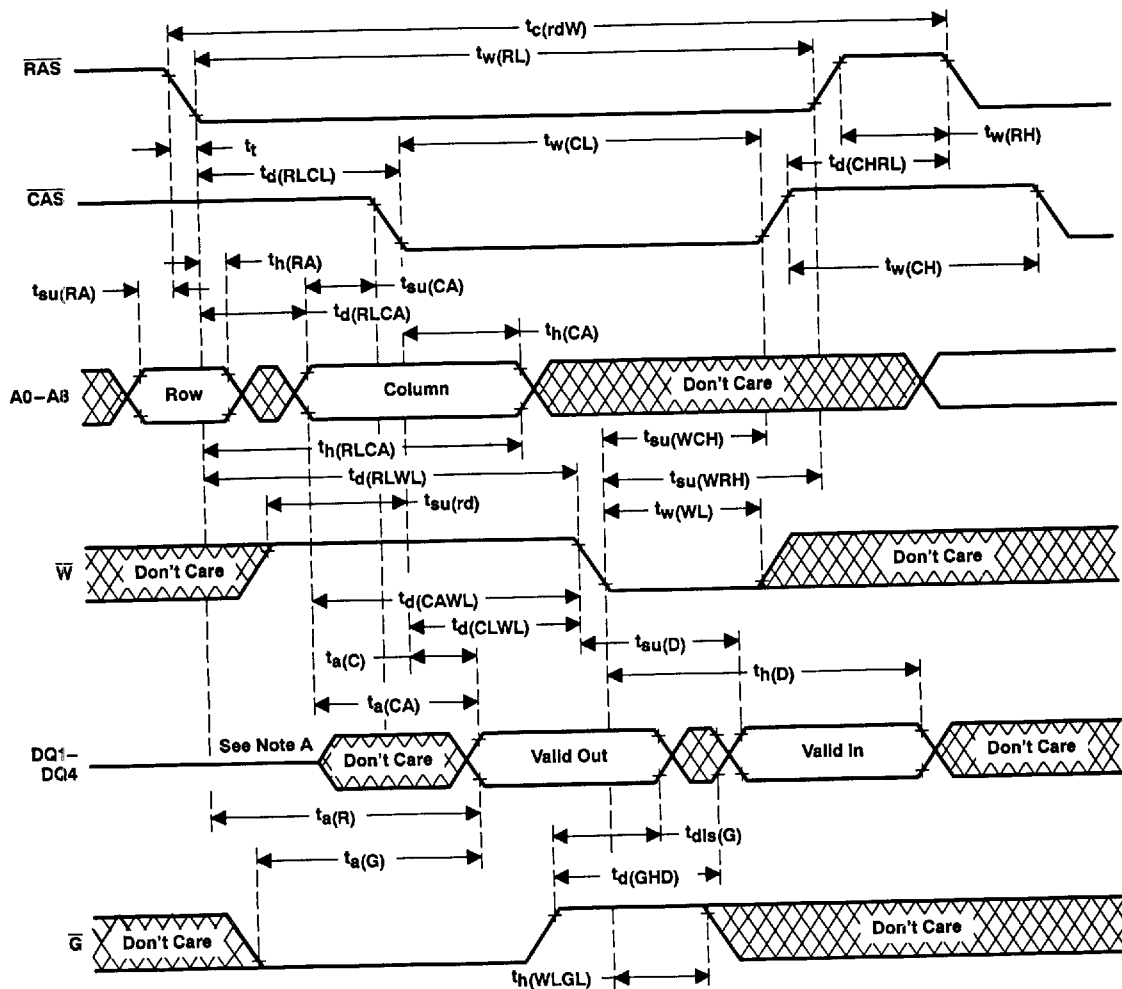 tc(rdW)
RAS
tw(RL)
tt
tw(CL)
tw(RH)
td(RLCL)
td(CHRL)
CAS
th(RA)
tw(CH)
tsu(RA)
tsu(CA)
td(RLCA)
th(CA)
A0–A8
Row
Column
Don't Care
th(RLCA)
tsu(WCH)
td(RLWL)
tsu(WRH)
tsu(rd)
tw(WL)
W
Don't Care
Don't Care
td(CAWL)
td(CLWL)
tsu(D)
ta(C)
th(D)
ta(CA)
DQ1–
DQ4
See Note A
Don't Care
Valid Out
Valid In
Don't Care
ta(R)
tdis(G)
ta(G)
td(GHD)
G
Don't Care
Don't Care
th(WLGL)